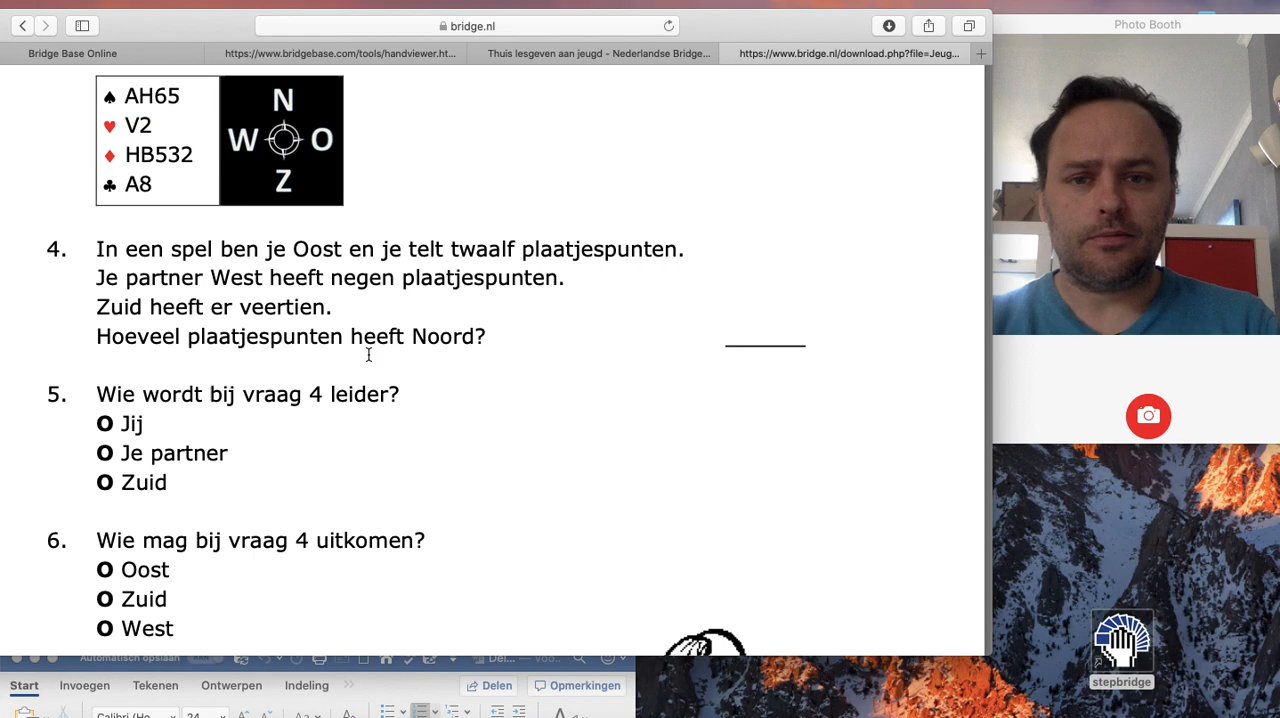 Photo Booth
bridge.nl
Bridge Base Online
https://www.bridgebase.com/tools/handviewer.ht...
Thuis lesgeven aan jeugd - Nederlandse Bridge...
https://www.bridge.nl/download.php?file=Jeug...
♠ AH65
♥ V2
♦ HB532
♣ A8
N
W O
Z
4. In een spel ben je Oost en je telt twaalf plaatjespunten.
Je partner West heeft negen plaatjespunten.
Zuid heeft er veertien.
Hoeveel plaatjespunten heeft Noord? ______
5. Wie wordt bij vraag 4 leider?
O Jij
O Je partner
O Zuid
6. Wie mag bij vraag 4 uitkomen?
O Oost
O Zuid
O West
stepbridge
Automatisch opslaan
Start Invoegen Tekenen Ontwerpen Indeling Delen Opmerkingen
24